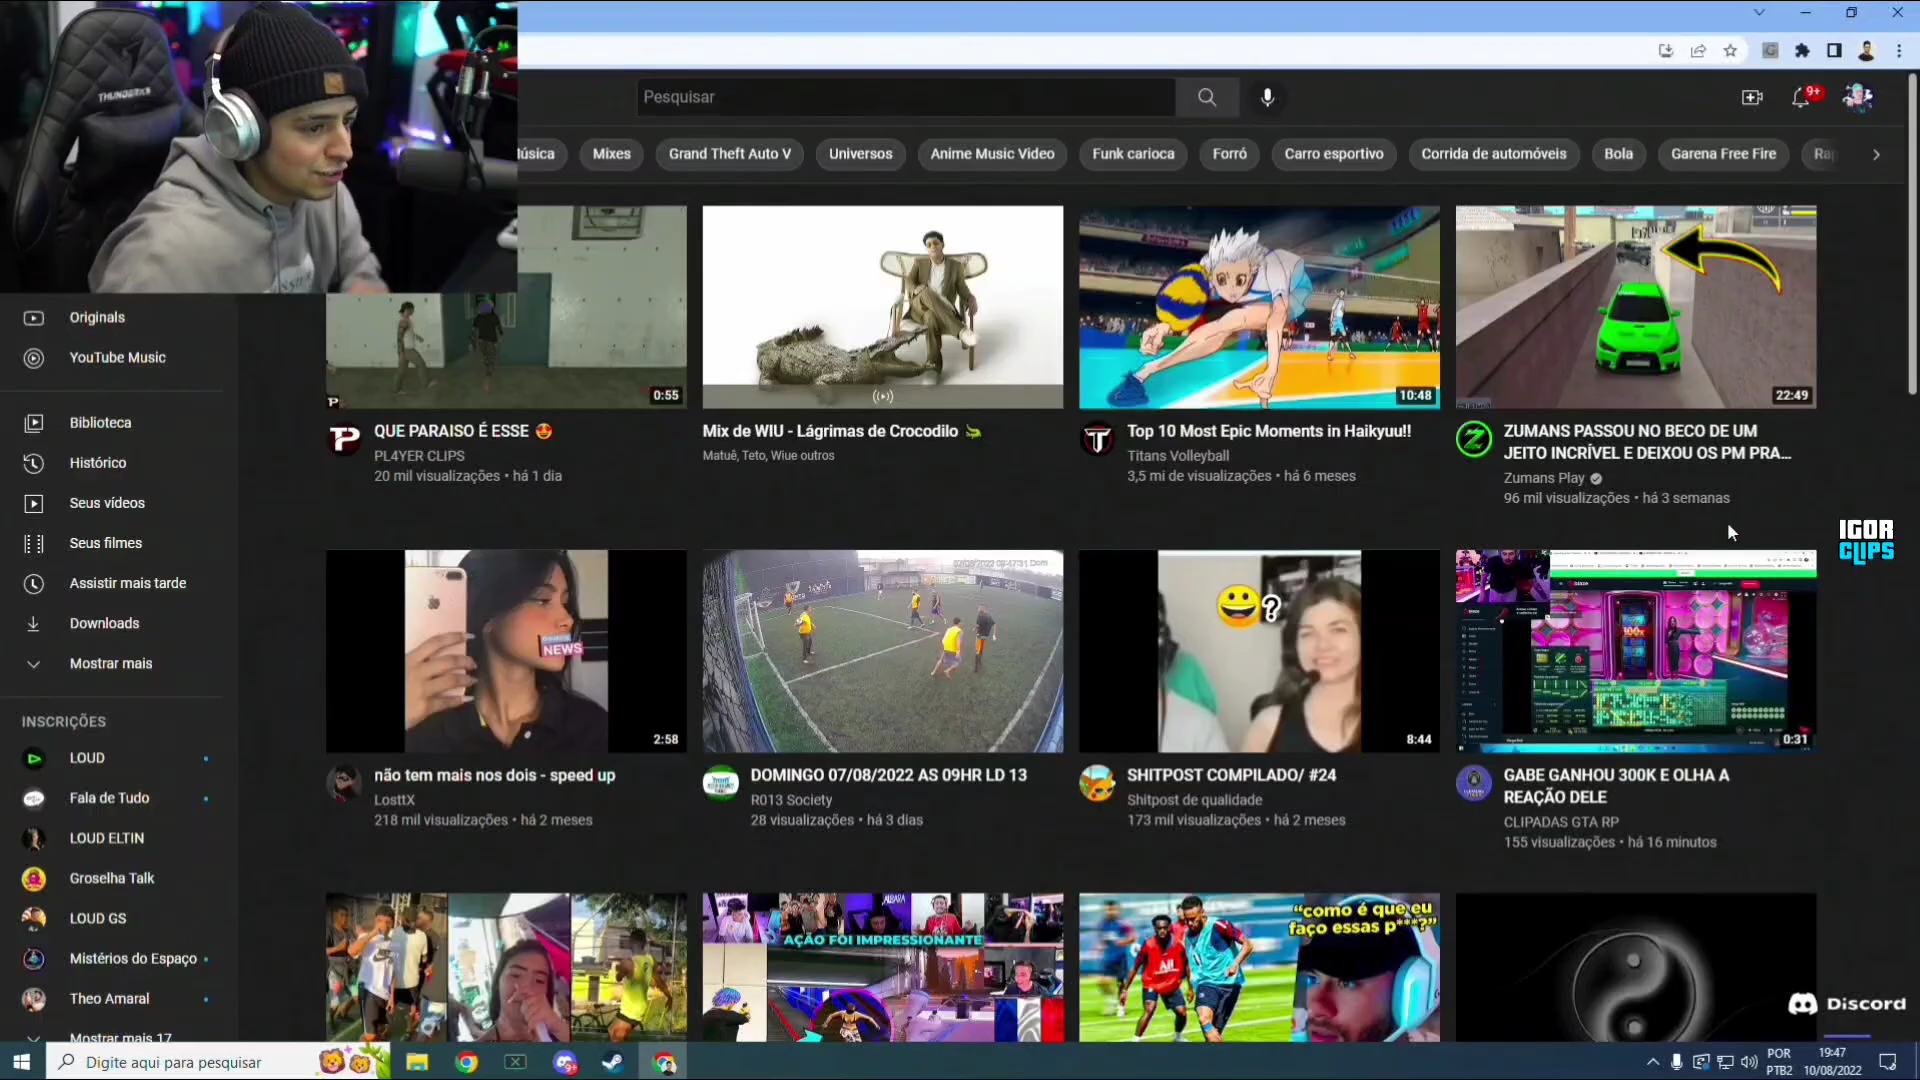 THUNDERX3
Pesquisar
9+
Mixes
Grand Theft Auto V
Universos
Anime Music Video
Funk carioca
Forró
Carro esportivo
Corrida de automóveis
Bola
Garena Free Fire
0:55
10:48
22:49
Originals
YouTube Music
Biblioteca
Histórico
Seus vídeos
Seus filmes
Assistir mais tarde
Downloads
Mostrar mais
QUE PARAISO É ESSE 😍
PL4YER CLIPS
20 mil visualizações • há 1 dia
Mix de WIU - Lágrimas de Crocodilo 🐊
Matuê, Teto, Wiue outros
Top 10 Most Epic Moments in Haikyuu!!
Titans Volleyball
3,5 mi de visualizações • há 6 meses
ZUMANS PASSOU NO BECO DE UM
JEITO INCRÍVEL E DEIXOU OS PM PRA...
Zumans Play
96 mil visualizações • há 3 semanas
IGOR
CLIPS
NEWS
?
100x
2:58
8:44
0:31
INSCRIÇÕES
LOUD
Fala de Tudo
LOUD ELTIN
Groselha Talk
LOUD GS
Mistérios do Espaço
Theo Amaral
Mostrar mais 17
não tem mais nos dois - speed up
LosttX
218 mil visualizações • há 2 meses
DOMINGO 07/08/2022 AS 09HR LD 13
R013 Society
28 visualizações • há 3 dias
SHITPOST COMPILADO/ #24
Shitpost de qualidade
173 mil visualizações • há 2 meses
GABE GANHOU 300K E OLHA A
REAÇÃO DELE
CLIPADAS GTA RP
155 visualizações • há 16 minutos
AÇÃO FOI IMPRESSIONANTE
"como é que eu
faço essas p***?"
Discord
Digite aqui para pesquisar
POR
PTB2
19:47
10/08/2022